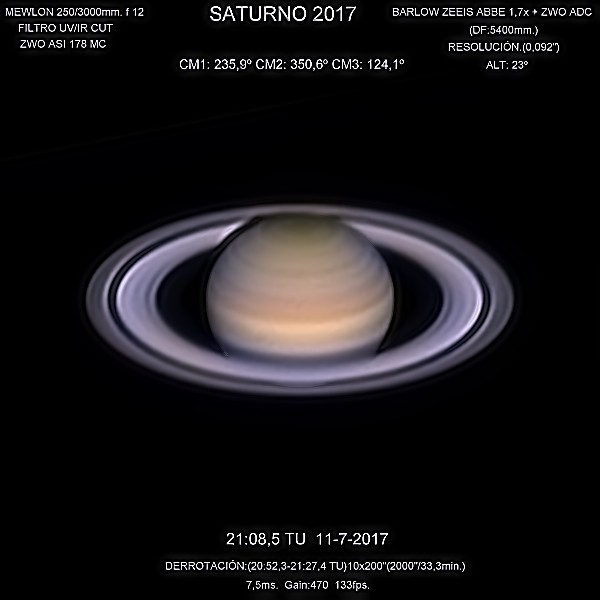 MEWLON 250/3000mm. f 12
FILTRO UV/IR CUT
ZWO ASI 178 MC
SATURNO 2017
CM1: 235,9º CM2: 350,6º CM3: 124,1º
BARLOW ZEEIS ABBE 1,7x + ZWO ADC
(DF:5400mm.)
RESOLUCIÓN.(0,092")
ALT: 23º
21:08,5 TU 11-7-2017
DERROTACIÓN:(20:52,3-21:27,4 TU)10x200"(2000"/33,3min.)
7,5ms. Gain:470 133fps.